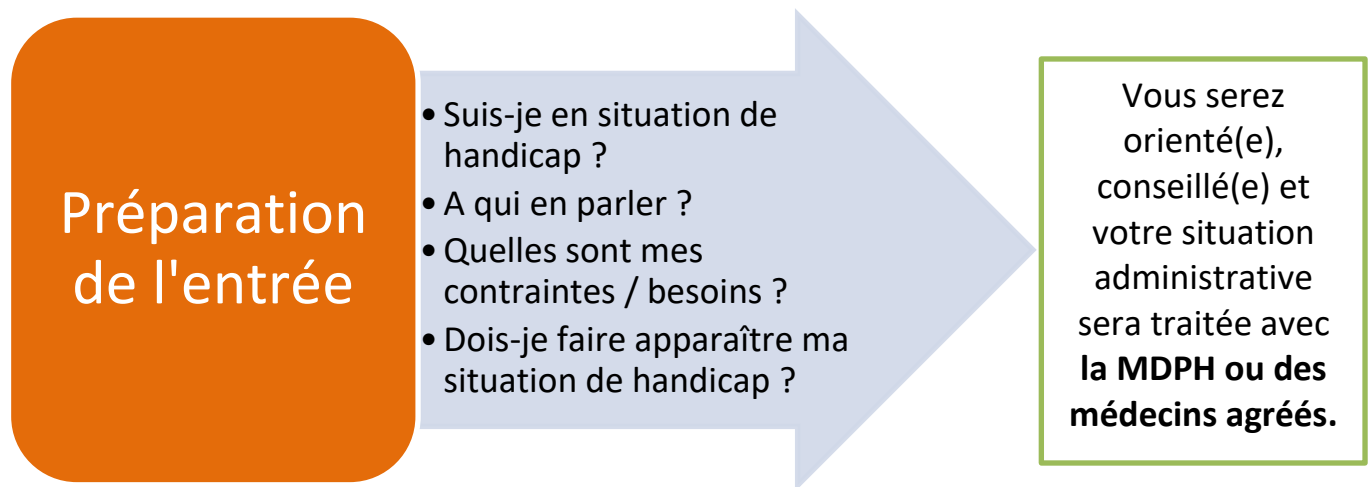 Préparation
de l'entrée
• Suis-je en situation de
handicap ?
• A qui en parler ?
• Quelles sont mes
contraintes / besoins ?
• Dois-je faire apparaître ma
situation de handicap ?
Vous serez
orienté(e),
conseillé(e) et
votre situation
administrative
sera traitée avec
la MDPH ou des
médecins agréés.